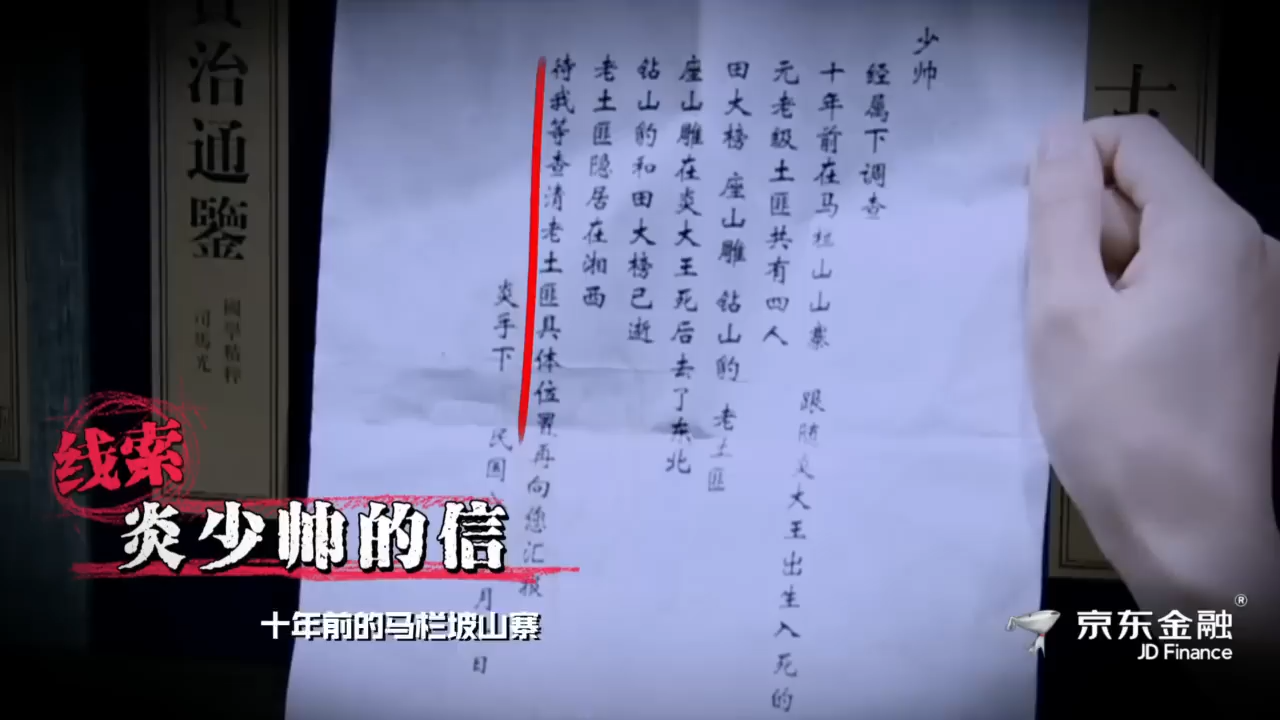 少帅
经属下调查
十年前在马栏山山寨 跟随炎大王出生入死的
元老级土匪共有四人
田大榜 座山雕 钻山豹 老土匪
座山雕在炎大王死后去了东北
钻山豹和田大榜已逝
老土匪隐居在湘西
待我等查清老土匪具体位置再向您汇报
炎手下
民国
月
日
资治通鑒
司馬光
线索
炎少帅的信
十年前的马栏坡山寨
京东金融®
JD Finance